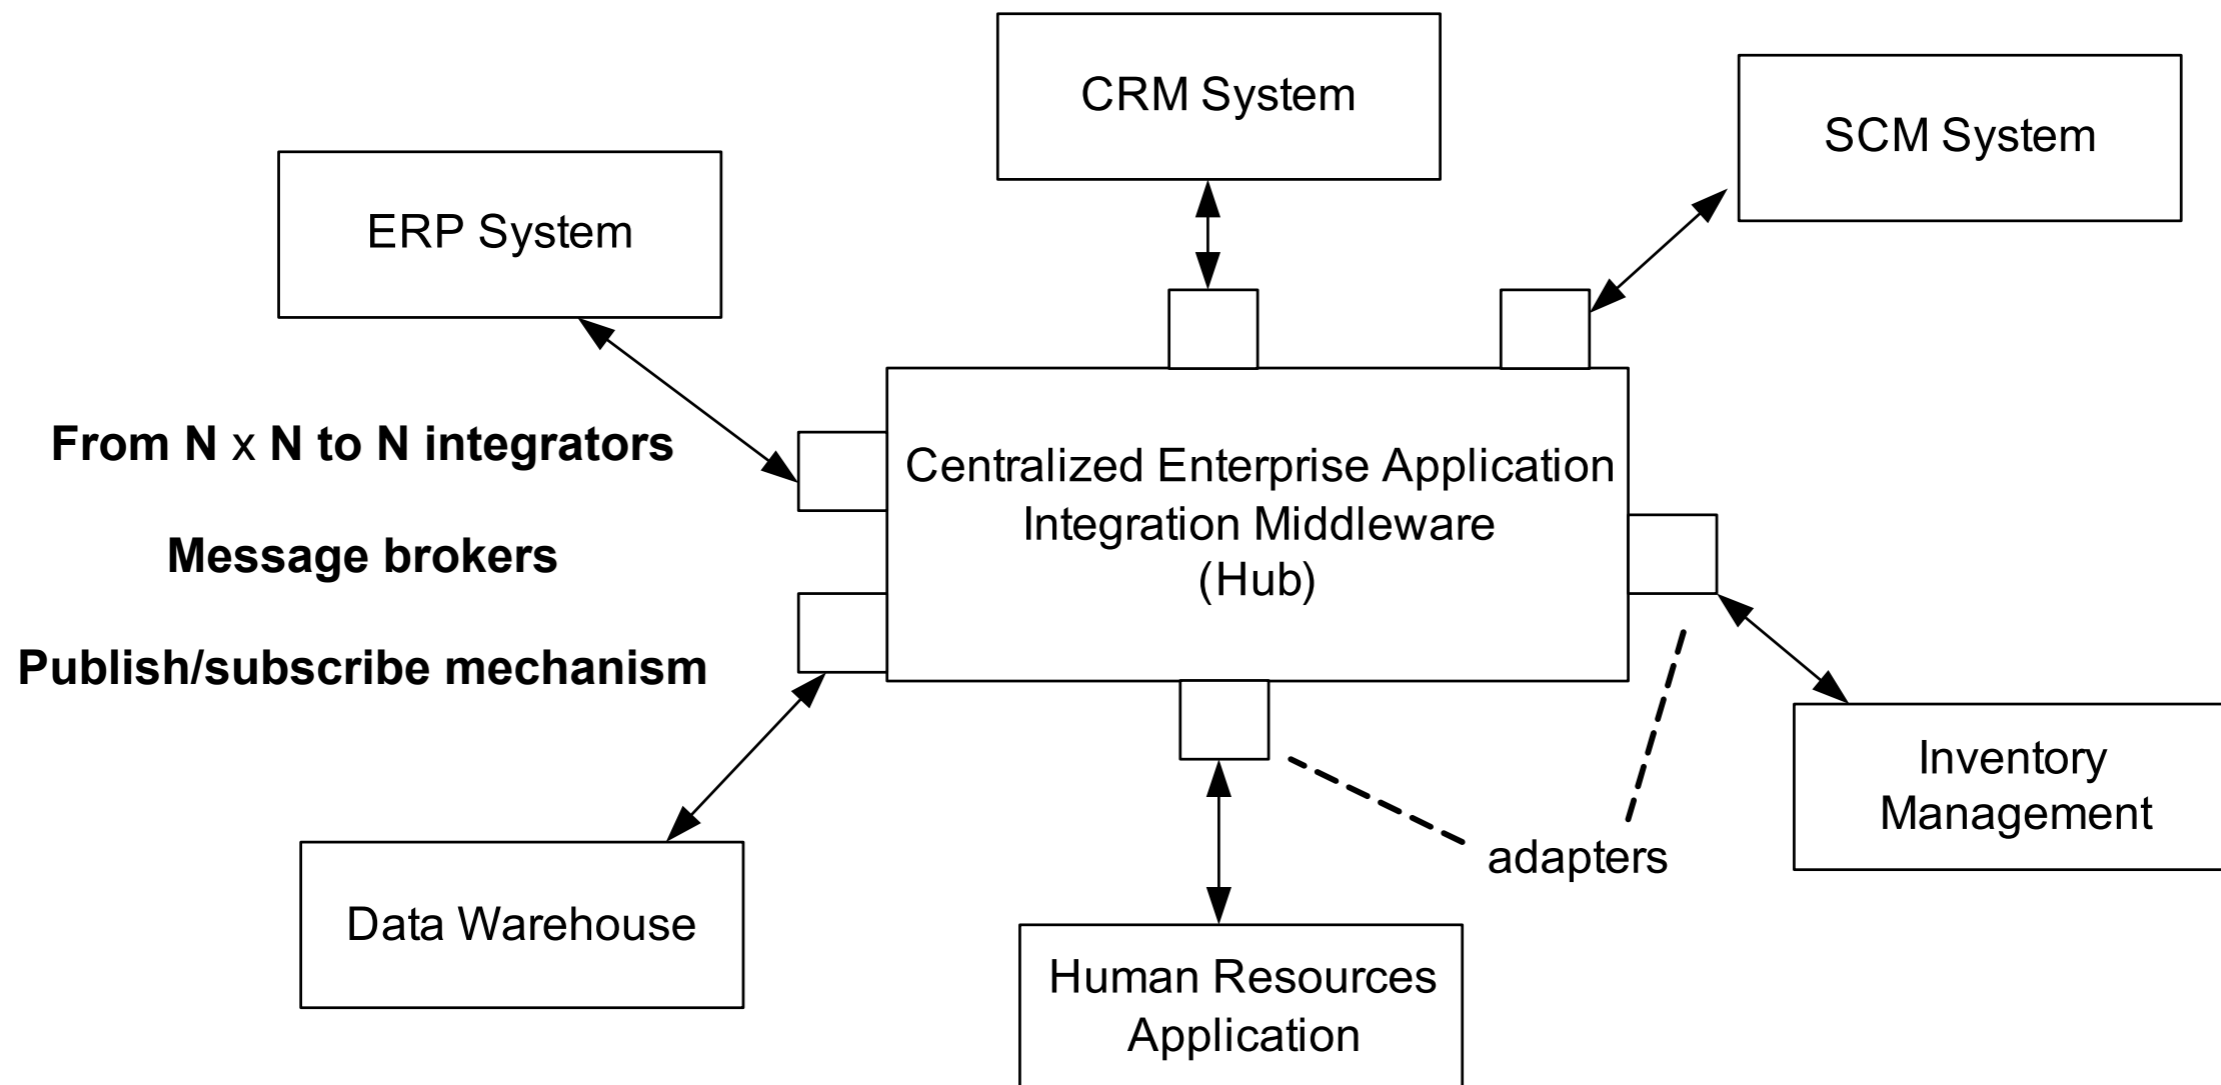 CRM System
SCM System
ERP System
From N x N to N integrators
Message brokers
Publish/subscribe mechanism
Centralized Enterprise Application
Integration Middleware
(Hub)
Inventory
Management
adapters
Data Warehouse
Human Resources
Application